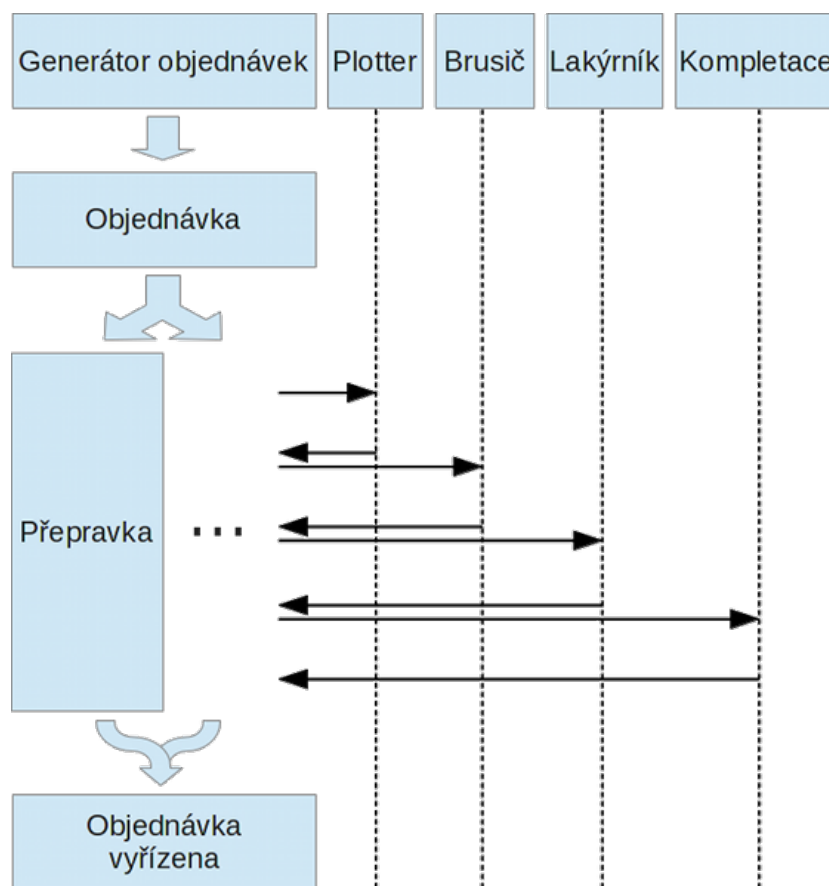 Generátor objednávek
Plotter
Brusič
Lakýrník
Kompletace
Objednávka
Přepravka
...
Objednávka
vyřízena